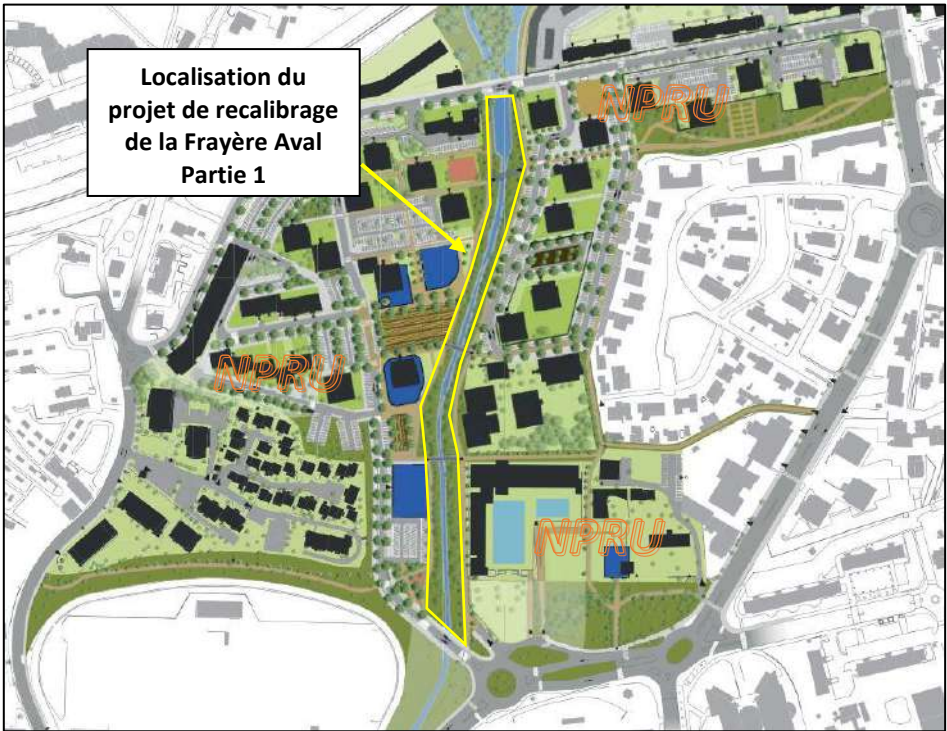 Localisation du
projet de recalibrage
de la Frayère Aval
Partie 1
NPRU
NPRU
NPRU